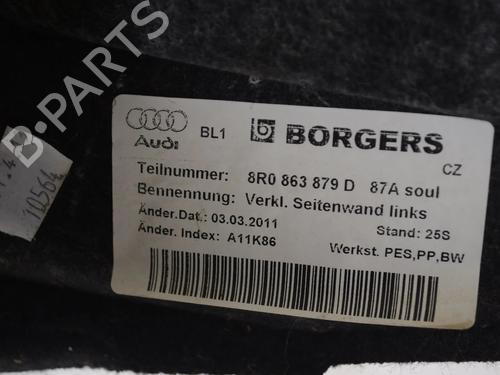 B-PARTS
Audi
BL1
BORGERS
CZ
Teilnummer: 8R0 863 879 D 87A soul
Bennennung: Verkl. Seitenwand links
Änder.Dat.: 03.03.2011 Stand: 25S
Änder. Index: A11K86
Werkst. PES,PP,BW
10564